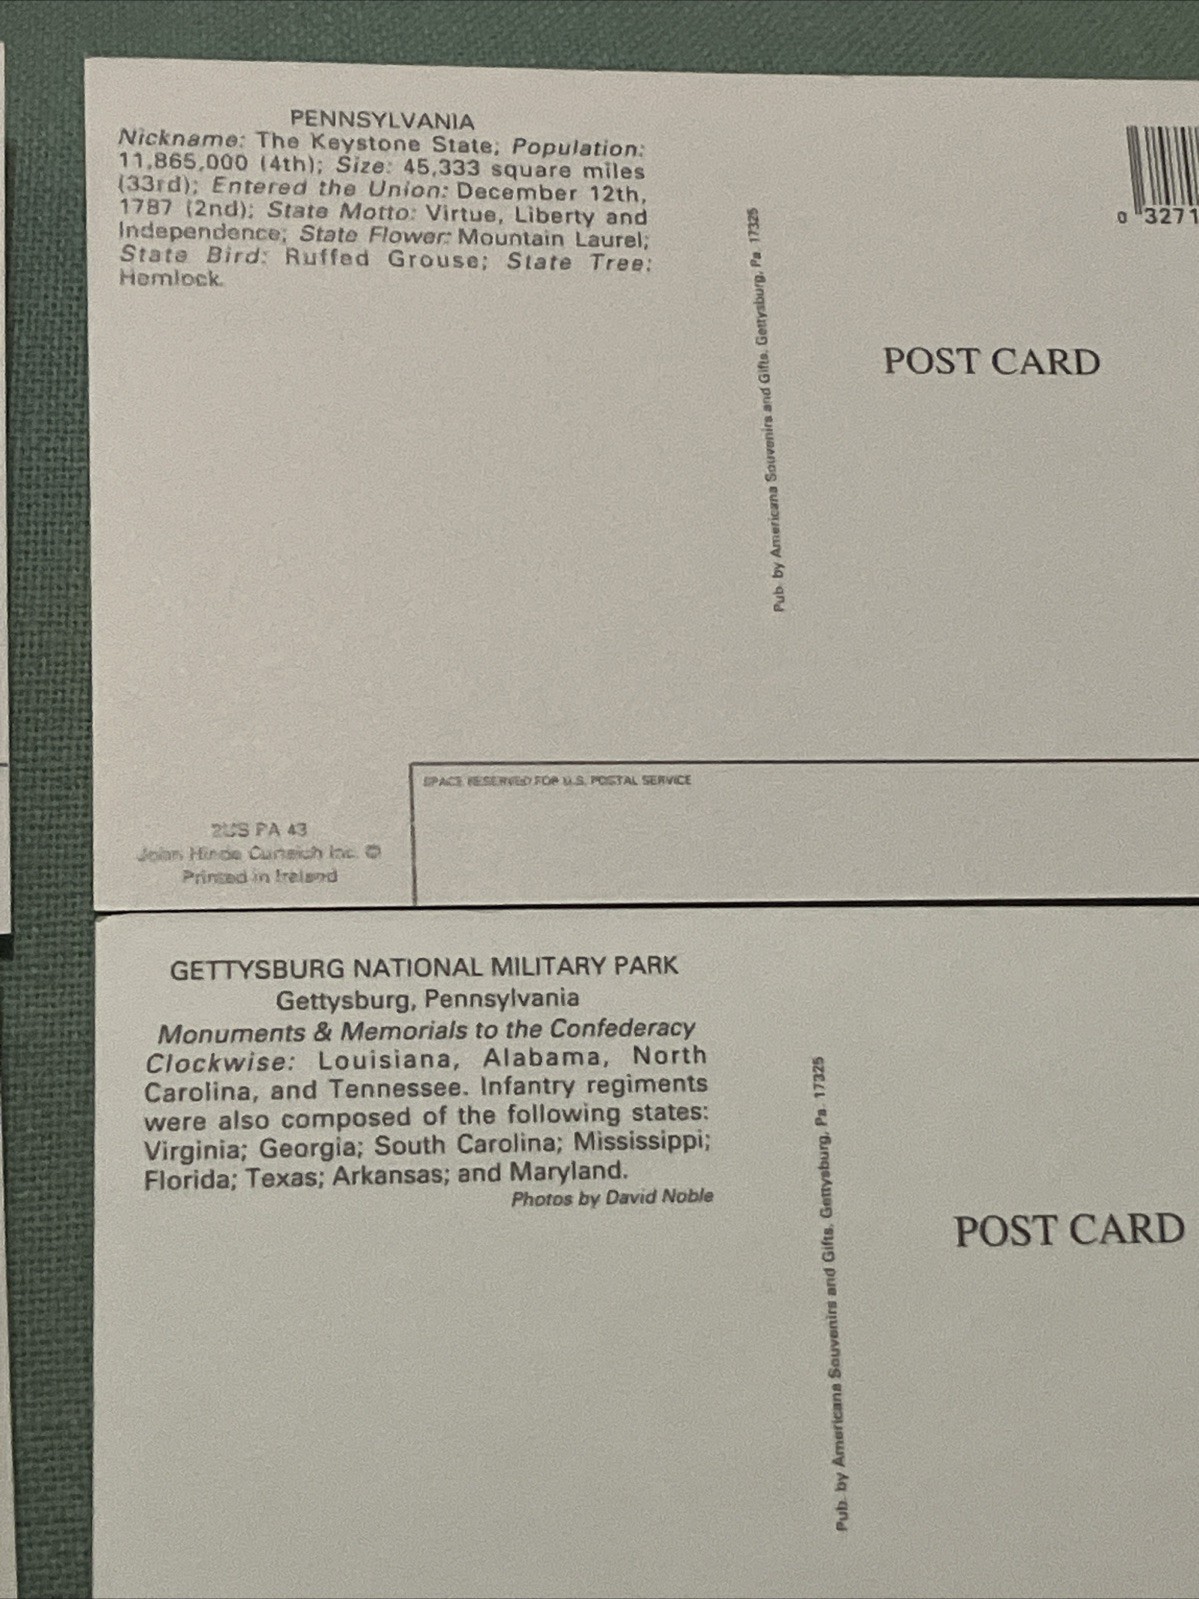 PENNSYLVANIA
Nickname: The Keystone State; Population:
11,865,000 (4th); Size: 45,333 square miles
(33rd); Entered the Union: December 12th,
1787 (2nd); State Motto: Virtue, Liberty and
Independence; State Flower: Mountain Laurel;
State Bird: Ruffed Grouse; State Tree:
Hemlock.
Pub. by Americana Souvenirs and Gifts, Gettysburg, Pa. 17325
0 3271
POST CARD
SPACE RESERVED FOR U.S. POSTAL SERVICE
2US PA 43
John Hinde Curteich Inc. ©
Printed in Ireland
GETTYSBURG NATIONAL MILITARY PARK
Gettysburg, Pennsylvania
Monuments & Memorials to the Confederacy
Clockwise: Louisiana, Alabama, North
Carolina, and Tennessee. Infantry regiments
were also composed of the following states:
Virginia; Georgia; South Carolina; Mississippi;
Florida; Texas; Arkansas; and Maryland.
Photos by David Noble
Pub. by Americana Souvenirs and Gifts, Gettysburg, Pa. 17325
POST CARD